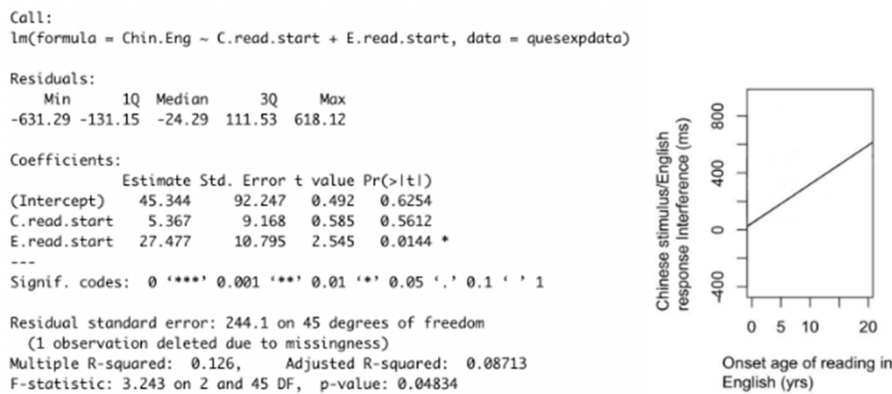 Call:
lm(formula = Chin.Eng ~ C.read.start + E.read.start, data = quesexpdata)
Residuals:
Min 1Q Median 3Q Max
-631.29 -131.15 -24.29 111.53 618.12
Coefficients:
Estimate Std. Error t value Pr(>|t|)
(Intercept) 45.344 92.247 0.492 0.6254
C.read.start 5.367 9.168 0.585 0.5612
E.read.start 27.477 10.795 2.545 0.0144 *
---
Signif. codes: 0 ‘***’ 0.001 ‘**’ 0.01 ‘*’ 0.05 ‘.’ 0.1 ‘ ’ 1
Residual standard error: 244.1 on 45 degrees of freedom
(1 observation deleted due to missingness)
Multiple R-squared: 0.126, Adjusted R-squared: 0.08713
F-statistic: 3.243 on 2 and 45 DF, p-value: 0.04834
Chinese stimulus/English
response Interference (ms)
800
400
0
-400
0 5 10 20
Onset age of reading in
English (yrs)